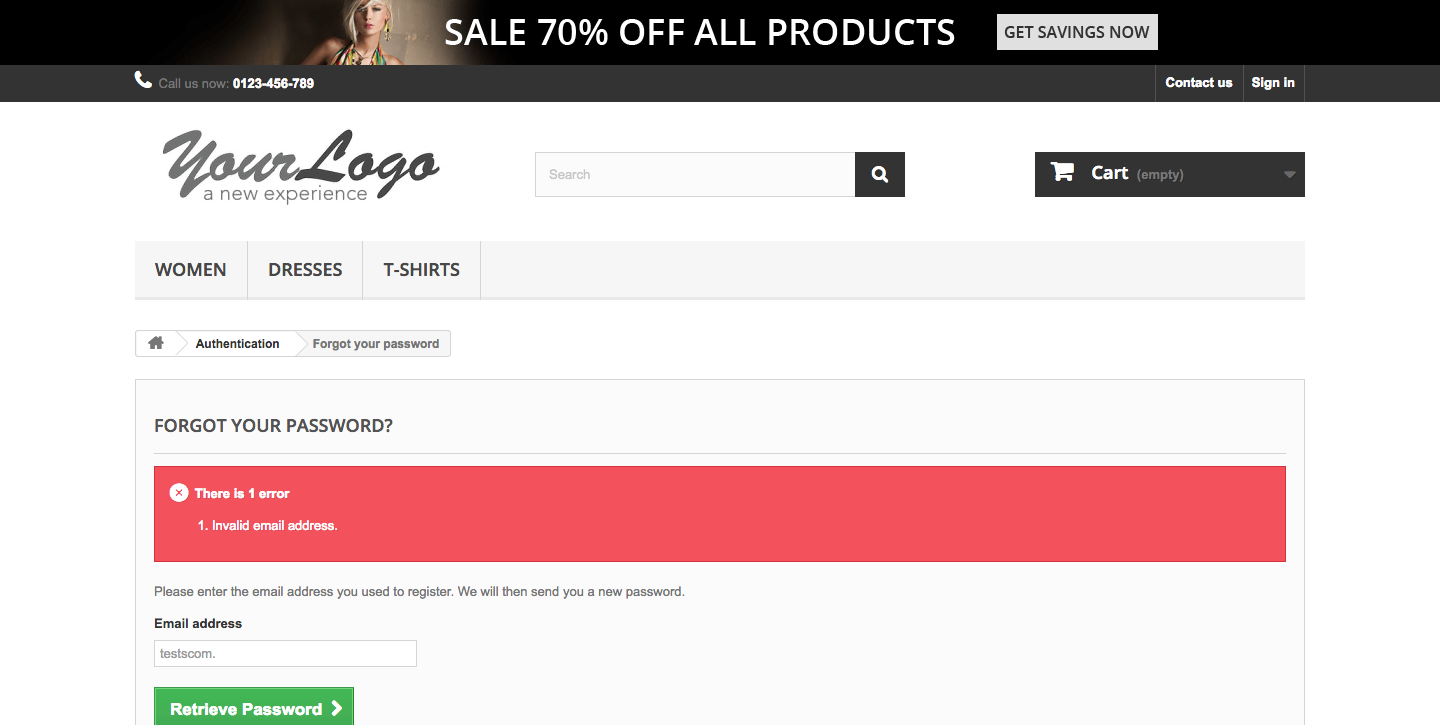 SALE 70% OFF ALL PRODUCTS GET SAVINGS NOW
Call us now: 0123-456-789 Contact us Sign in
YourLogo
a new experience
Search
Cart (empty)
WOMEN DRESSES T-SHIRTS
Authentication Forgot your password
FORGOT YOUR PASSWORD?
There is 1 error
1. Invalid email address.
Please enter the email address you used to register. We will then send you a new password.
Email address
testscom.
Retrieve Password